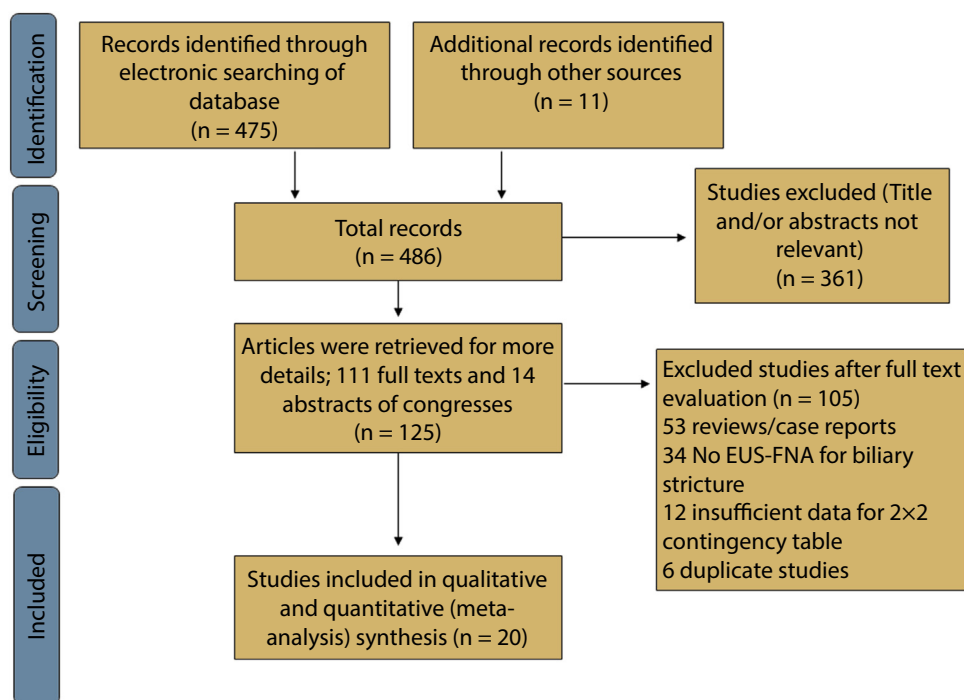 Identification
Records identified through
electronic searching of
database
(n = 475)
Additional records identified
through other sources
(n = 11)
Screening
Total records
(n = 486)
Studies excluded (Title
and/or abstracts not
relevant)
(n = 361)
Eligibility
Articles were retrieved for more
details; 111 full texts and 14
abstracts of congresses
(n = 125)
Excluded studies after full text
evaluation (n = 105)
53 reviews/case reports
34 No EUS-FNA for biliary
stricture
12 insufficient data for 2×2
contingency table
6 duplicate studies
Included
Studies included in qualitative
and quantitative (meta-
analysis) synthesis (n = 20)